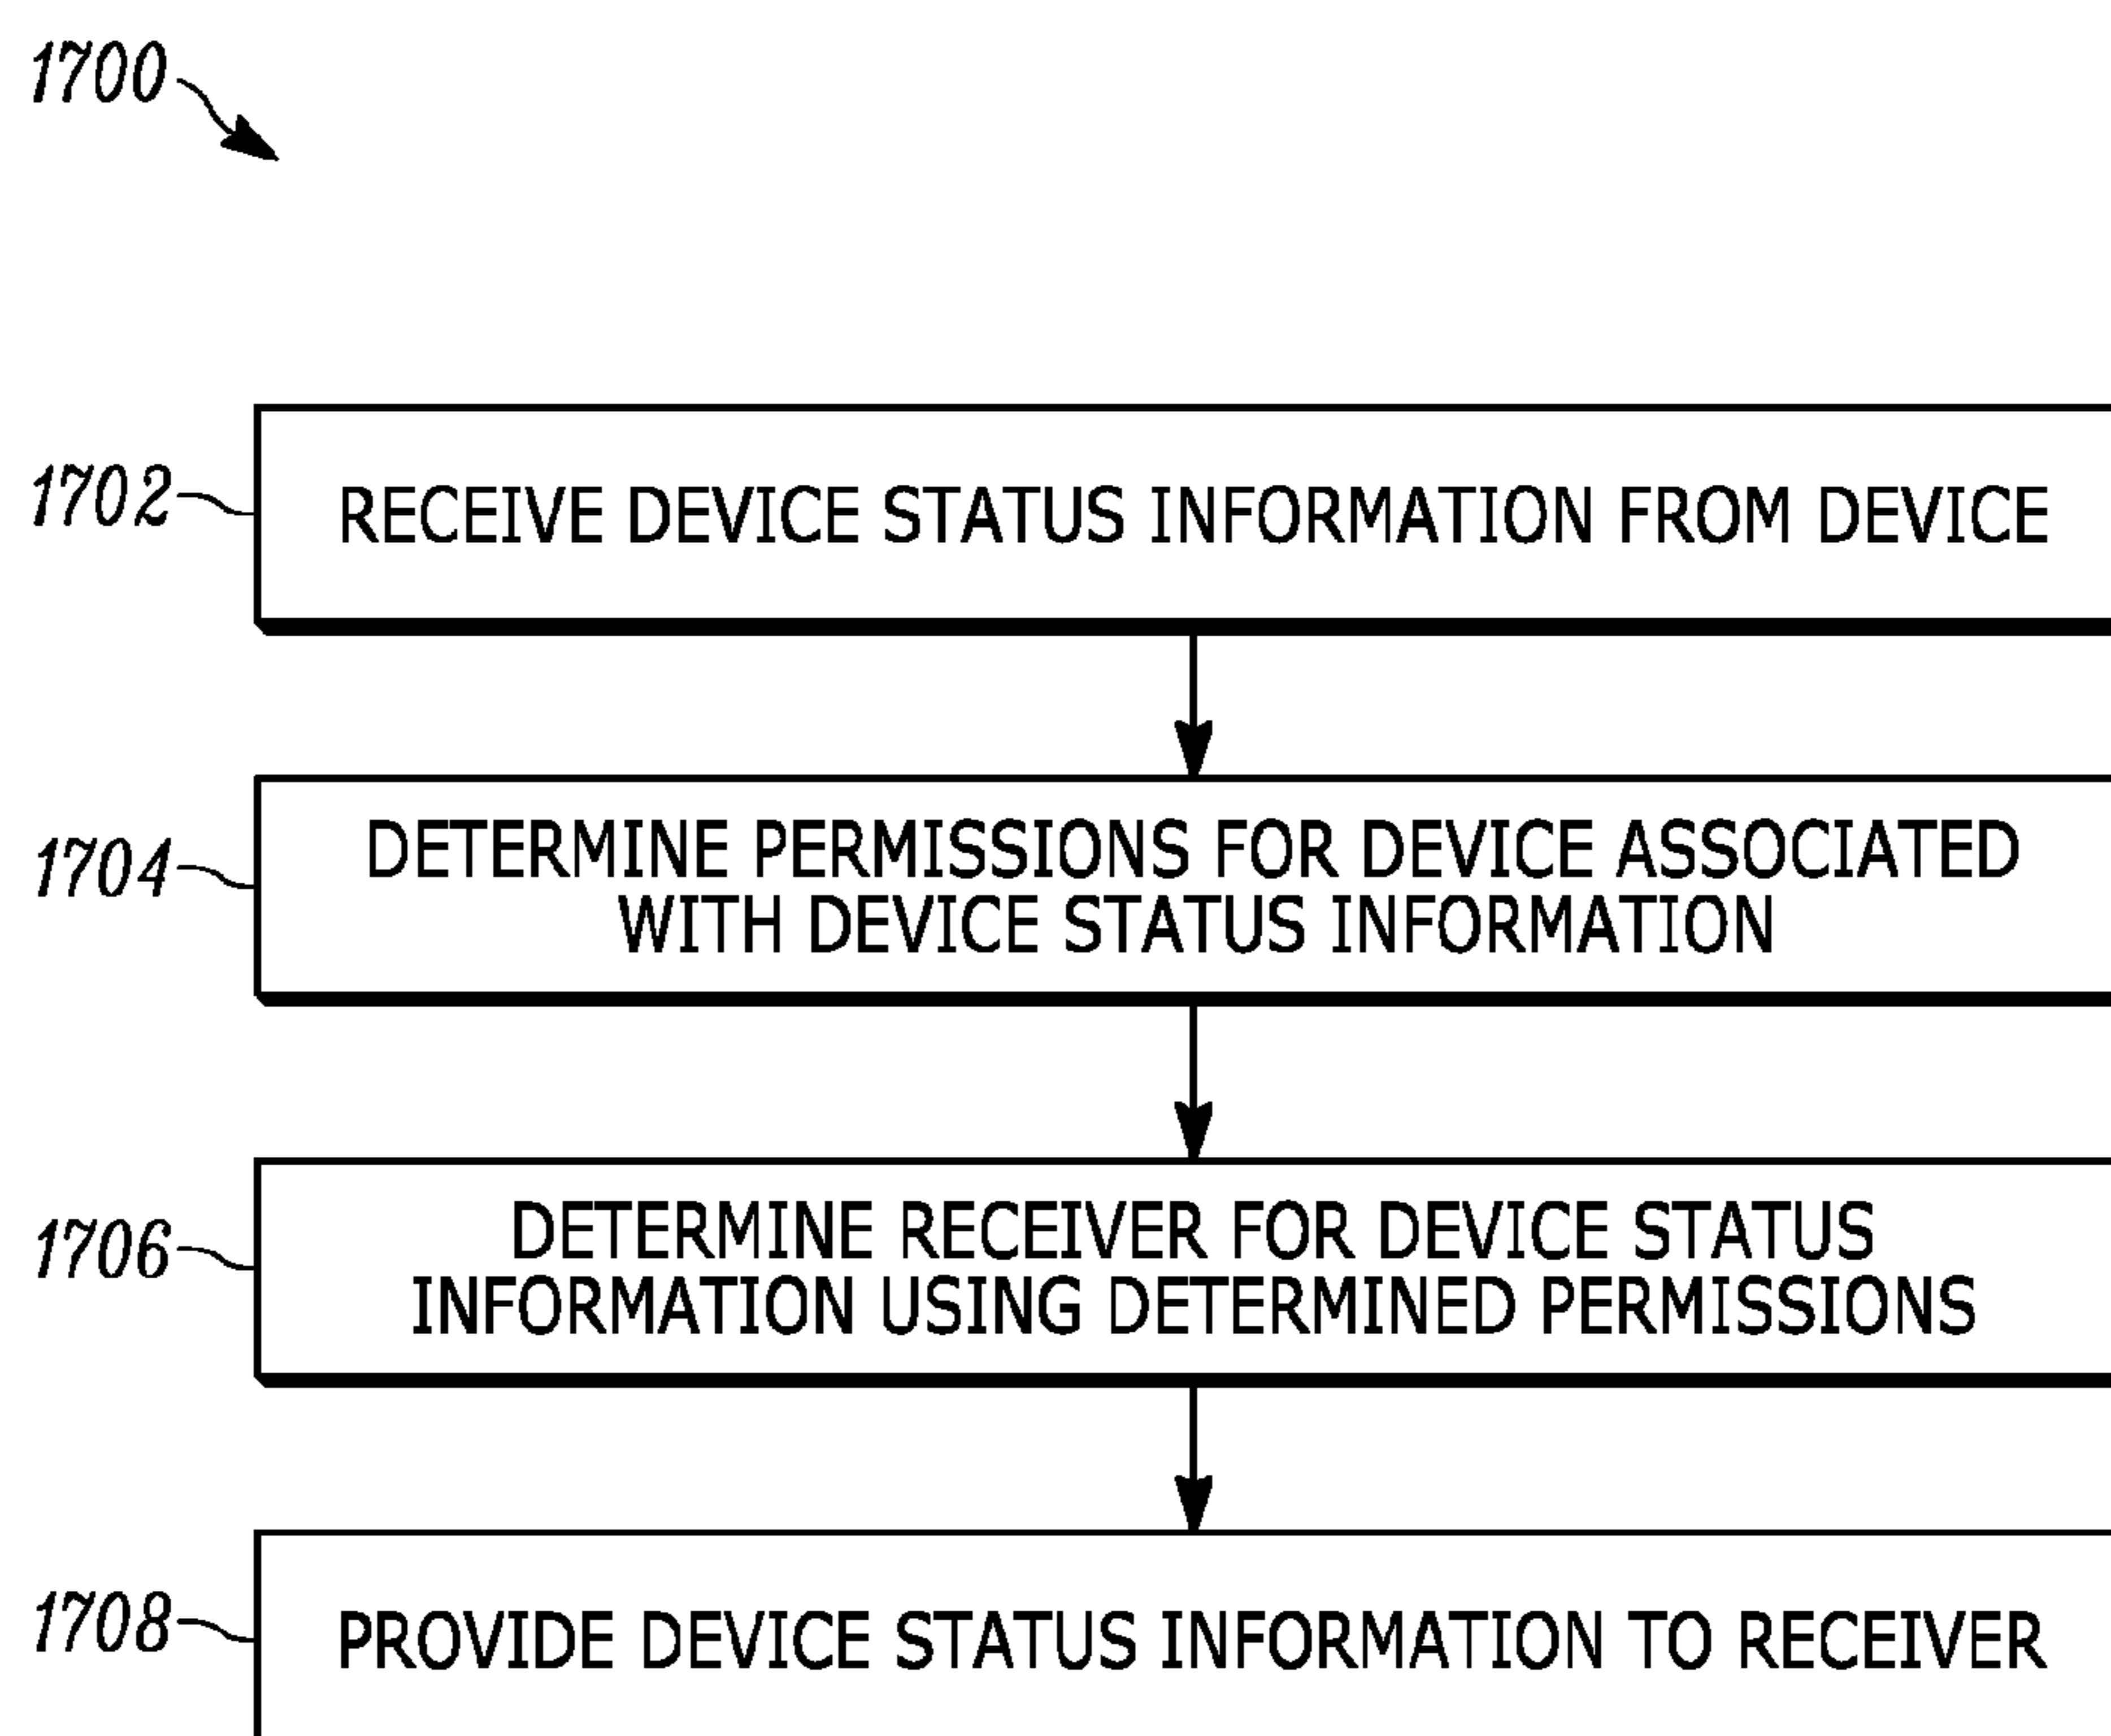 1700
1702
RECEIVE DEVICE STATUS INFORMATION FROM DEVICE
1704
DETERMINE PERMISSIONS FOR DEVICE ASSOCIATED
WITH DEVICE STATUS INFORMATION
1706
DETERMINE RECEIVER FOR DEVICE STATUS
INFORMATION USING DETERMINED PERMISSIONS
1708
PROVIDE DEVICE STATUS INFORMATION TO RECEIVER